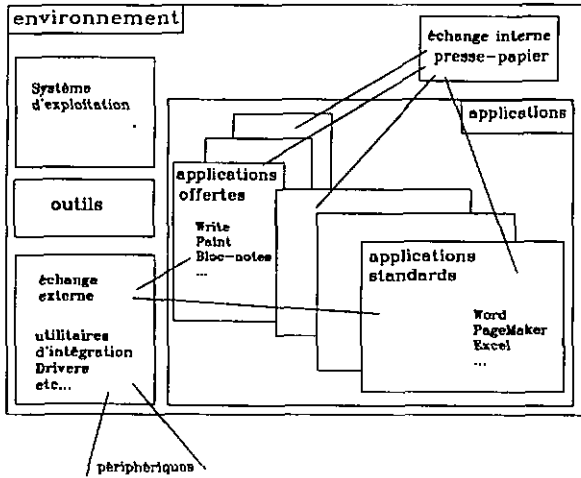 environnement
échange interne
presse-papier
Système
d'exploitation
applications
outils
applications
offertes
Write
Paint
Bloc-notes
...
échange
externe
utilitaires
d'intégration
Drivers
etc...
applications
standards
Word
PageMaker
Excel
...
périphériques